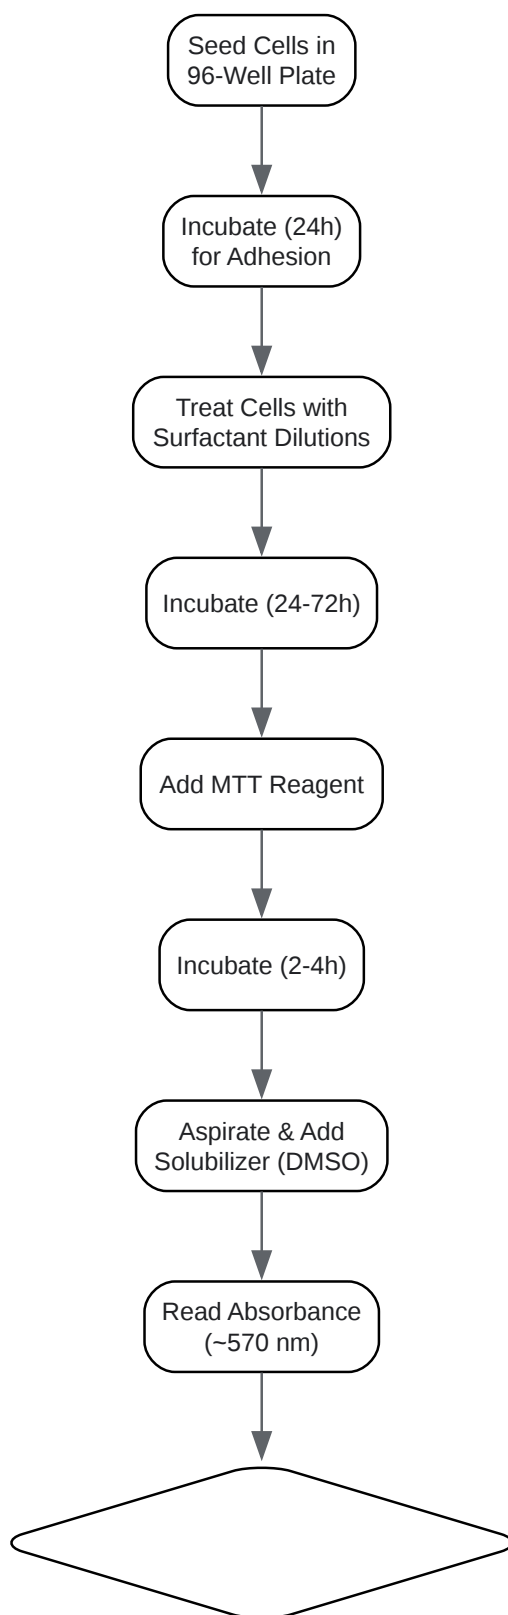 Seed Cells in
96-Well Plate
Incubate (24h)
for Adhesion
Treat Cells with
Surfactant Dilutions
Incubate (24-72h)
Add MTT Reagent
Incubate (2-4h)
Aspirate & Add
Solubilizer (DMSO)
Read Absorbance
(~570 nm)